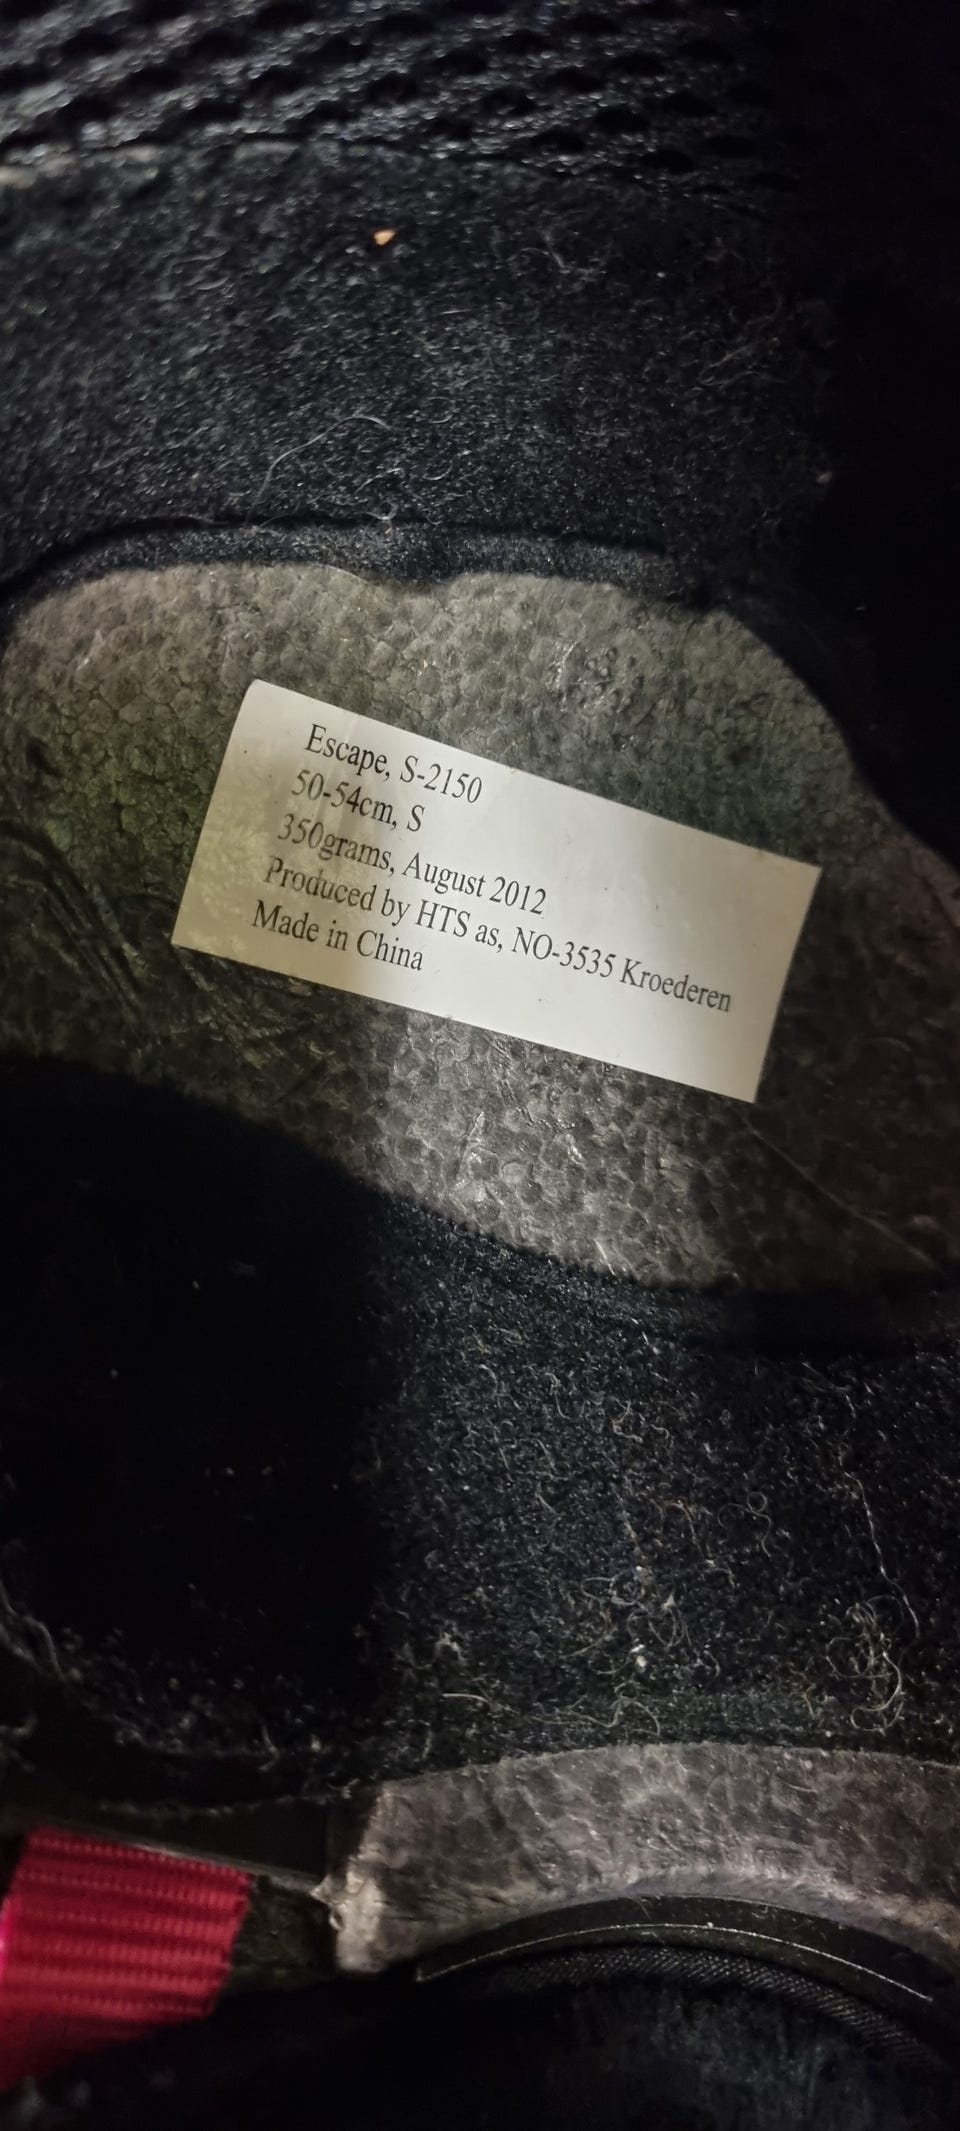 Escape, S-2150
50-54cm, S
350grams, August 2012
Produced by HTS as, NO-3535 Kroederen
Made in China